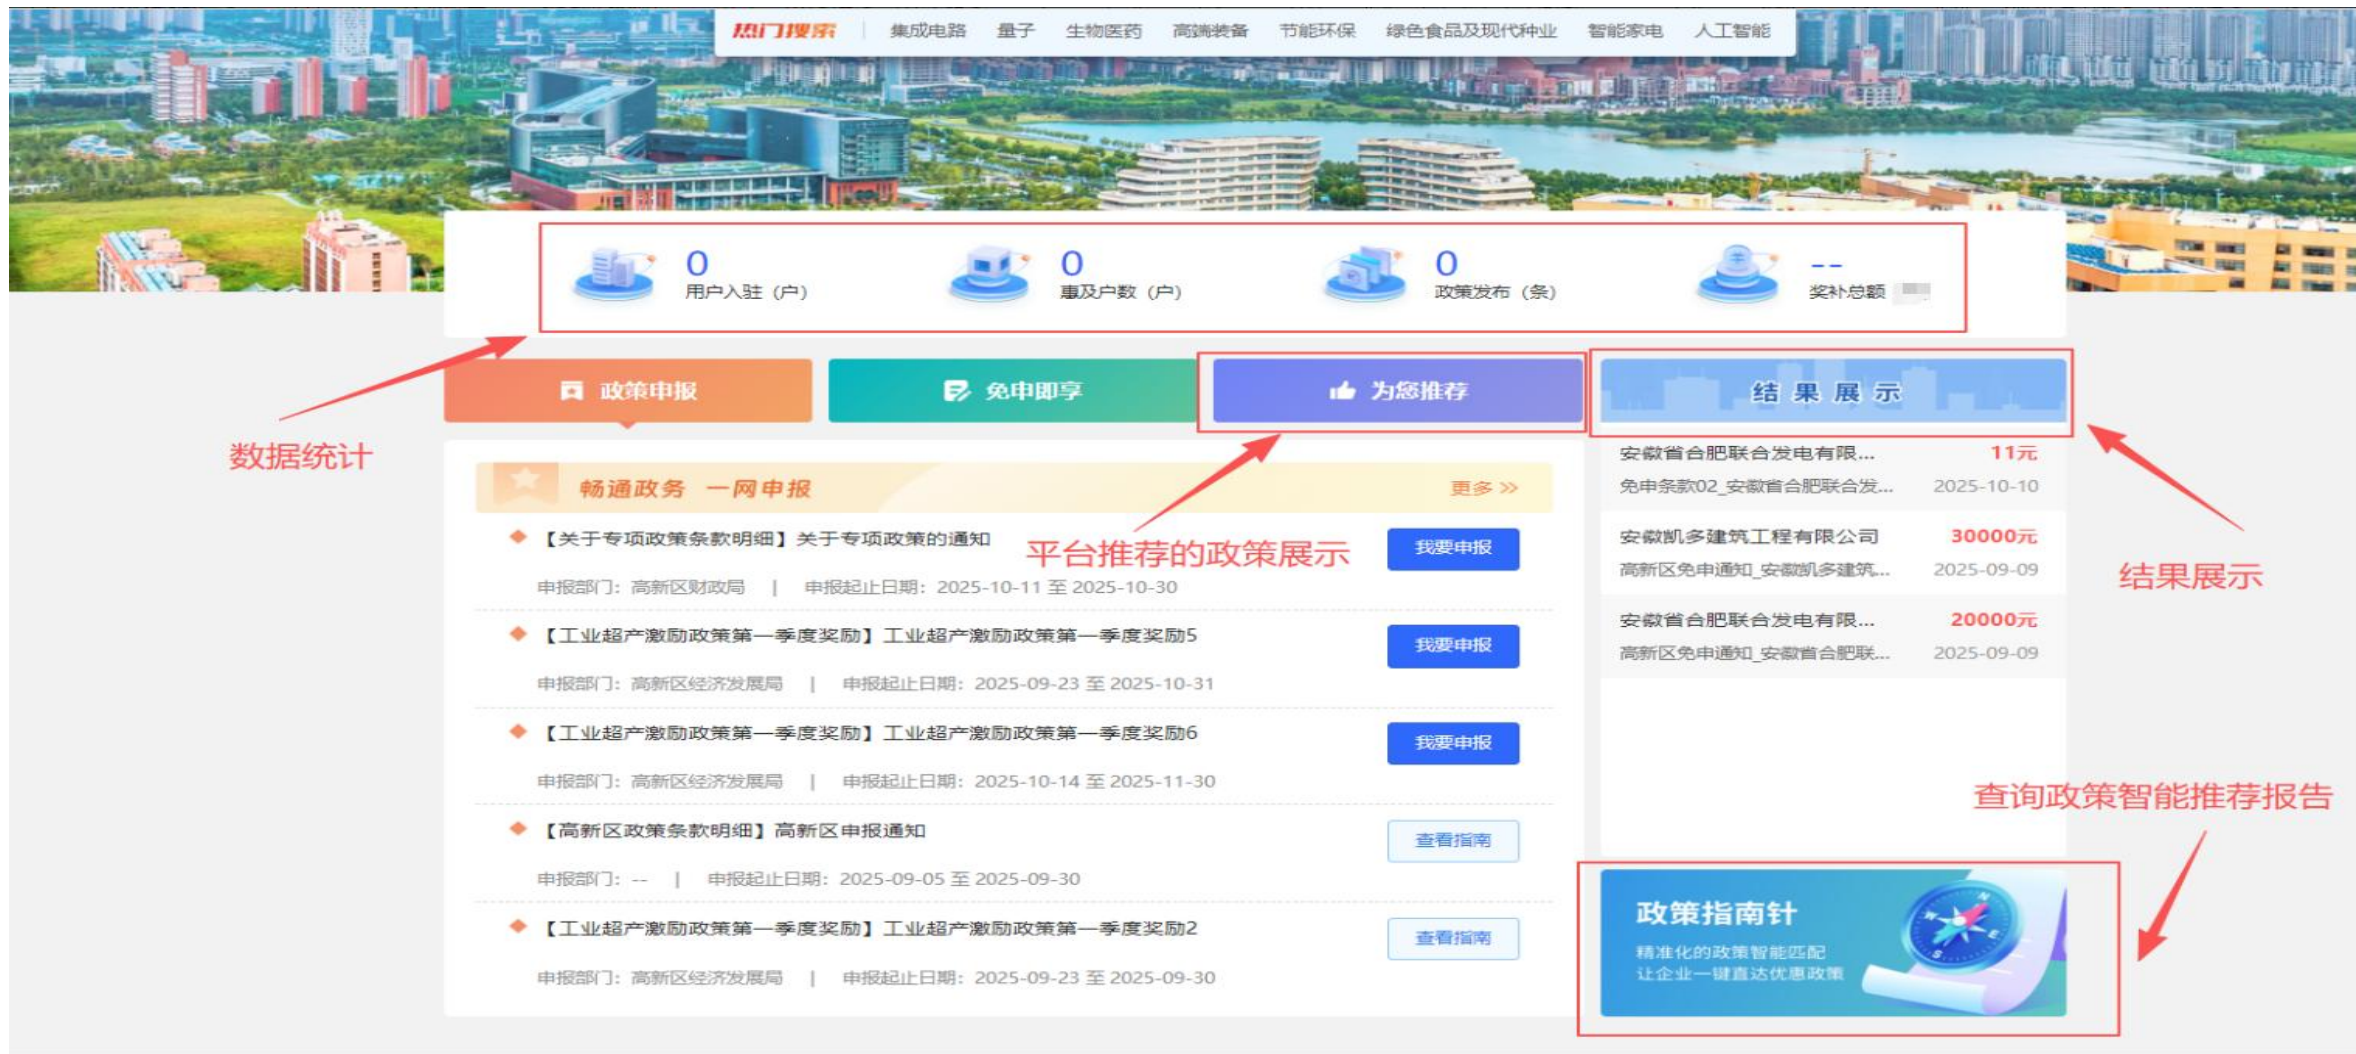 热门搜索 集成电路 量子 生物医药 高端装备 节能环保 绿色食品及现代种业 智能家电 人工智能
0
用户入驻（户）
0
惠及户数（户）
0
政策发布（条）
--
奖补总额
数据统计
政策申报
免申即享
为您推荐
结果展示
畅通政务 一网申报
更多 >>
【关于专项政策条款明细】关于专项政策的通知
我要申报
申报部门：高新区财政局 | 申报起止日期：2025-10-11 至 2025-10-30
平台推荐的政策展示
【工业超产激励政策第一季度奖励】工业超产激励政策第一季度奖励5
我要申报
申报部门：高新区经济发展局 | 申报起止日期：2025-09-23 至 2025-10-31
【工业超产激励政策第一季度奖励】工业超产激励政策第一季度奖励6
我要申报
申报部门：高新区经济发展局 | 申报起止日期：2025-10-14 至 2025-11-30
【高新区政策条款明细】高新区申报通知
查看指南
申报部门：-- | 申报起止日期：2025-09-05 至 2025-09-30
【工业超产激励政策第一季度奖励】工业超产激励政策第一季度奖励2
查看指南
申报部门：高新区经济发展局 | 申报起止日期：2025-09-23 至 2025-09-30
安徽省合肥联合发电有限... 11元
免申条款02_安徽省合肥联合发... 2025-10-10
安徽凯多建筑工程有限公司 30000元
高新区免申通知_安徽凯多建筑... 2025-09-09
安徽省合肥联合发电有限... 20000元
高新区免申通知_安徽省合肥联... 2025-09-09
结果展示
查询政策智能推荐报告
政策指南针
精准化的政策智能匹配
让企业一键直达优惠政策
N
W
E
S